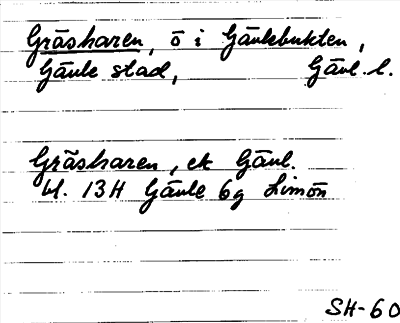 Gräsharen, ö i Gävlebukten,
Gävle stad, Gävl. l.
Gräsharen, ek Gävl.
bl. 13H Gävle 6g Limön
SH-60